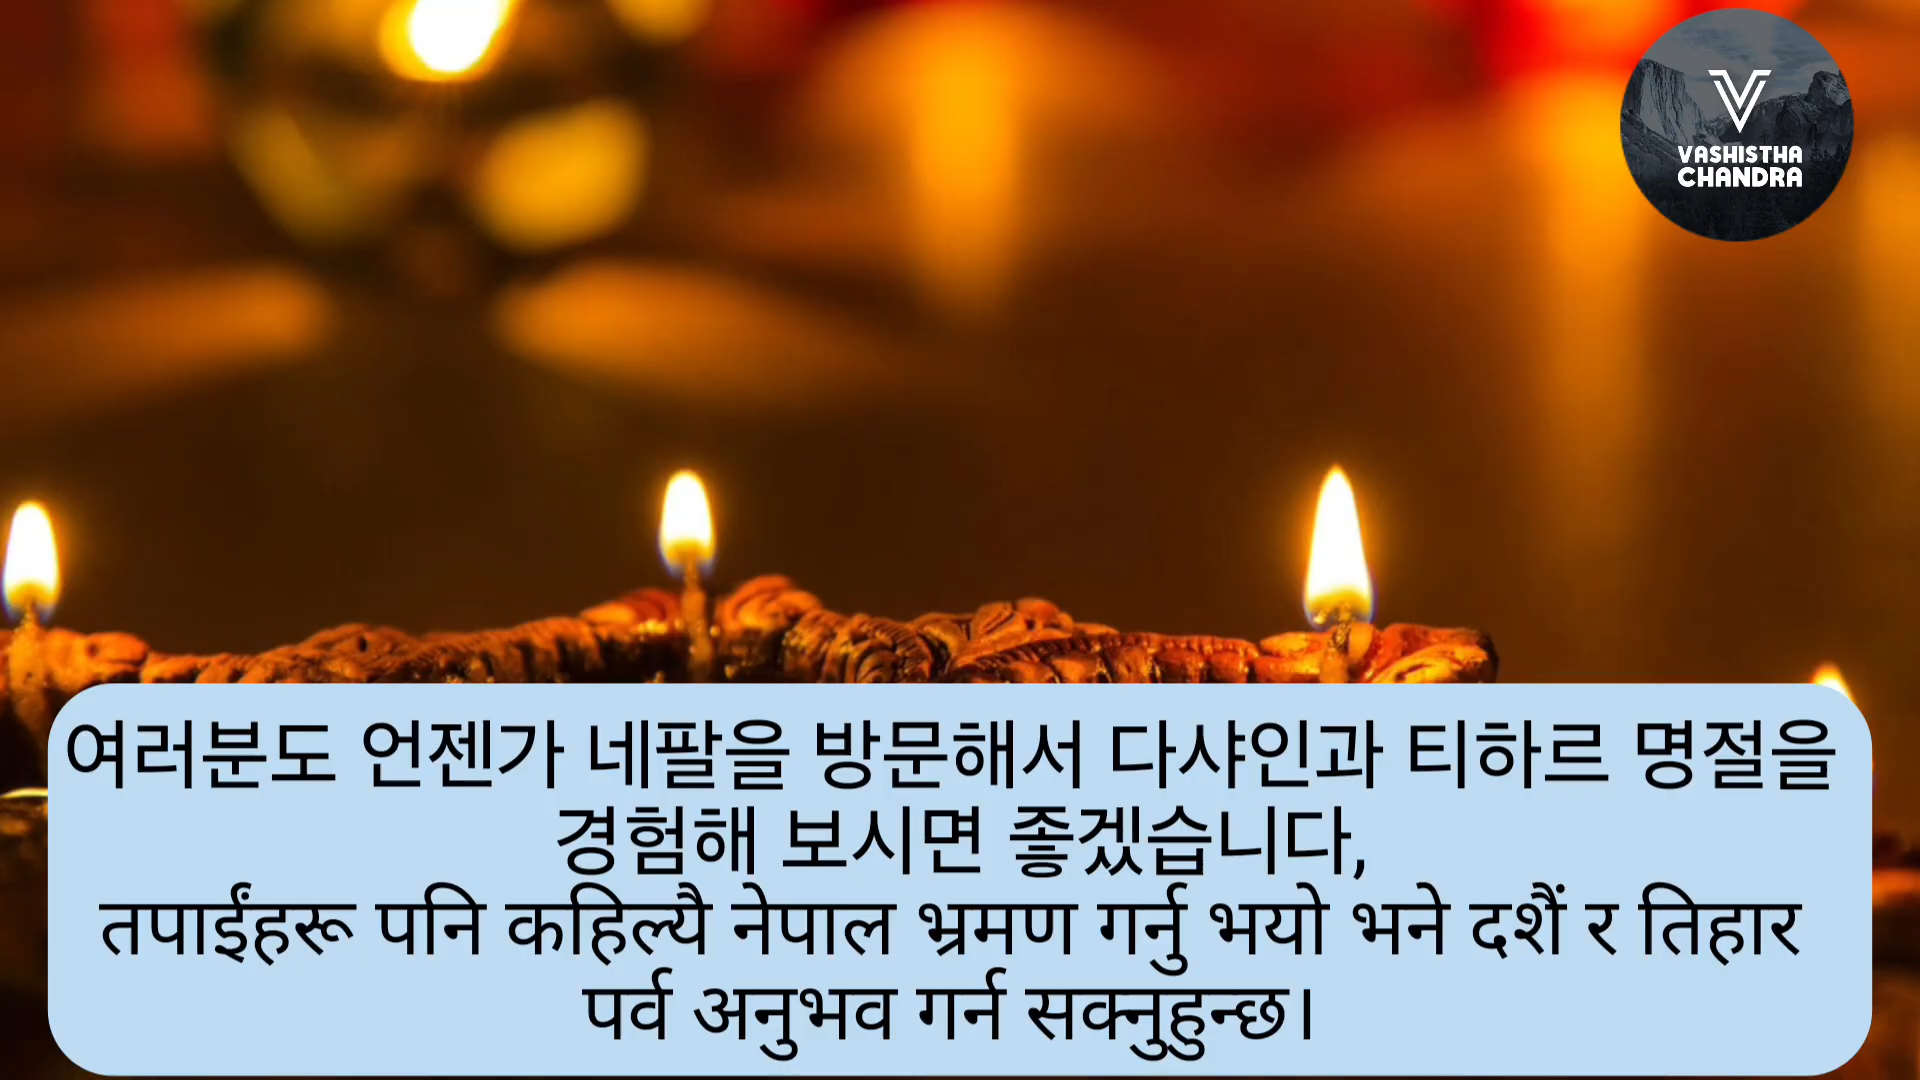 VASHISTHA
CHANDRA
여러분도 언젠가 네팔을 방문해서 다샤인과 티하르 명절을
경험해 보시면 좋겠습니다,
तपाईंहरू पनि कहिल्यै नेपाल भ्रमण गर्नु भयो भने दशैं र तिहार
पर्व अनुभव गर्न सक्नुहुन्छ।